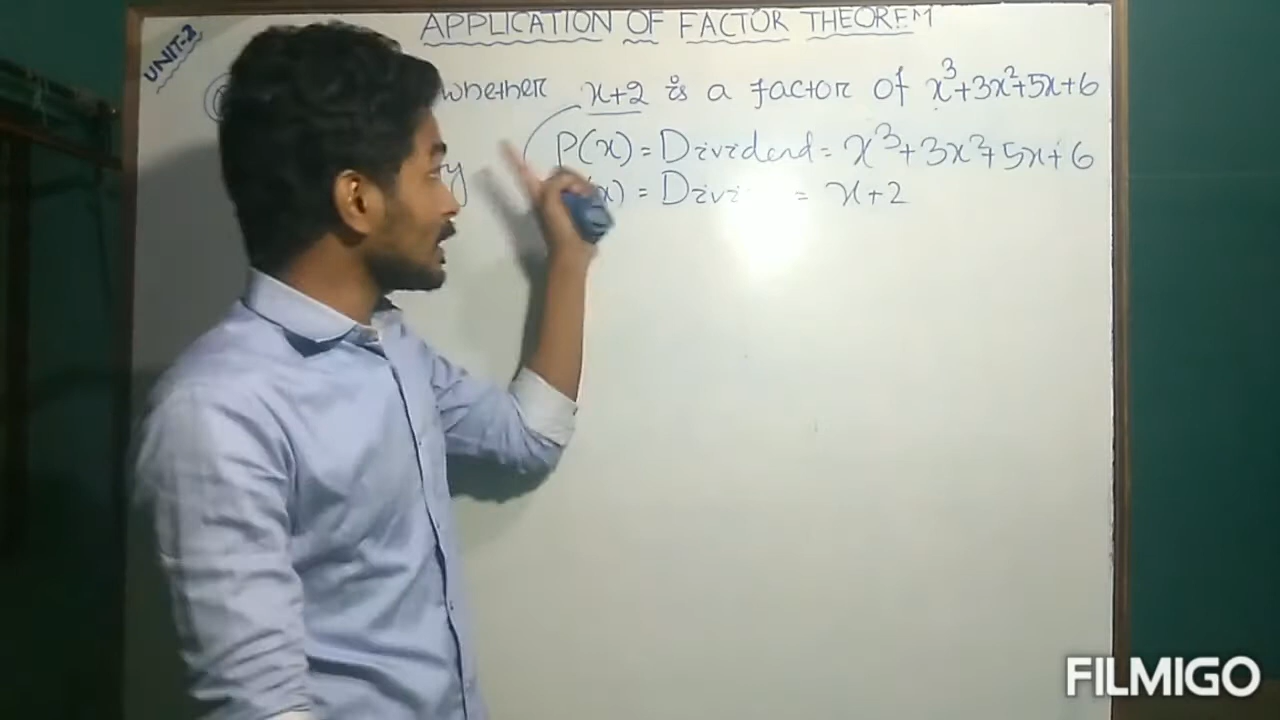 APPLICATION OF FACTOR THEOREM
UNIT-2
whether x+2 is a factor of x³+3x²+5x+6
P(x) = Dividend = x³+3x²+5x+6
x) = Divi = x+2
FILMIGO